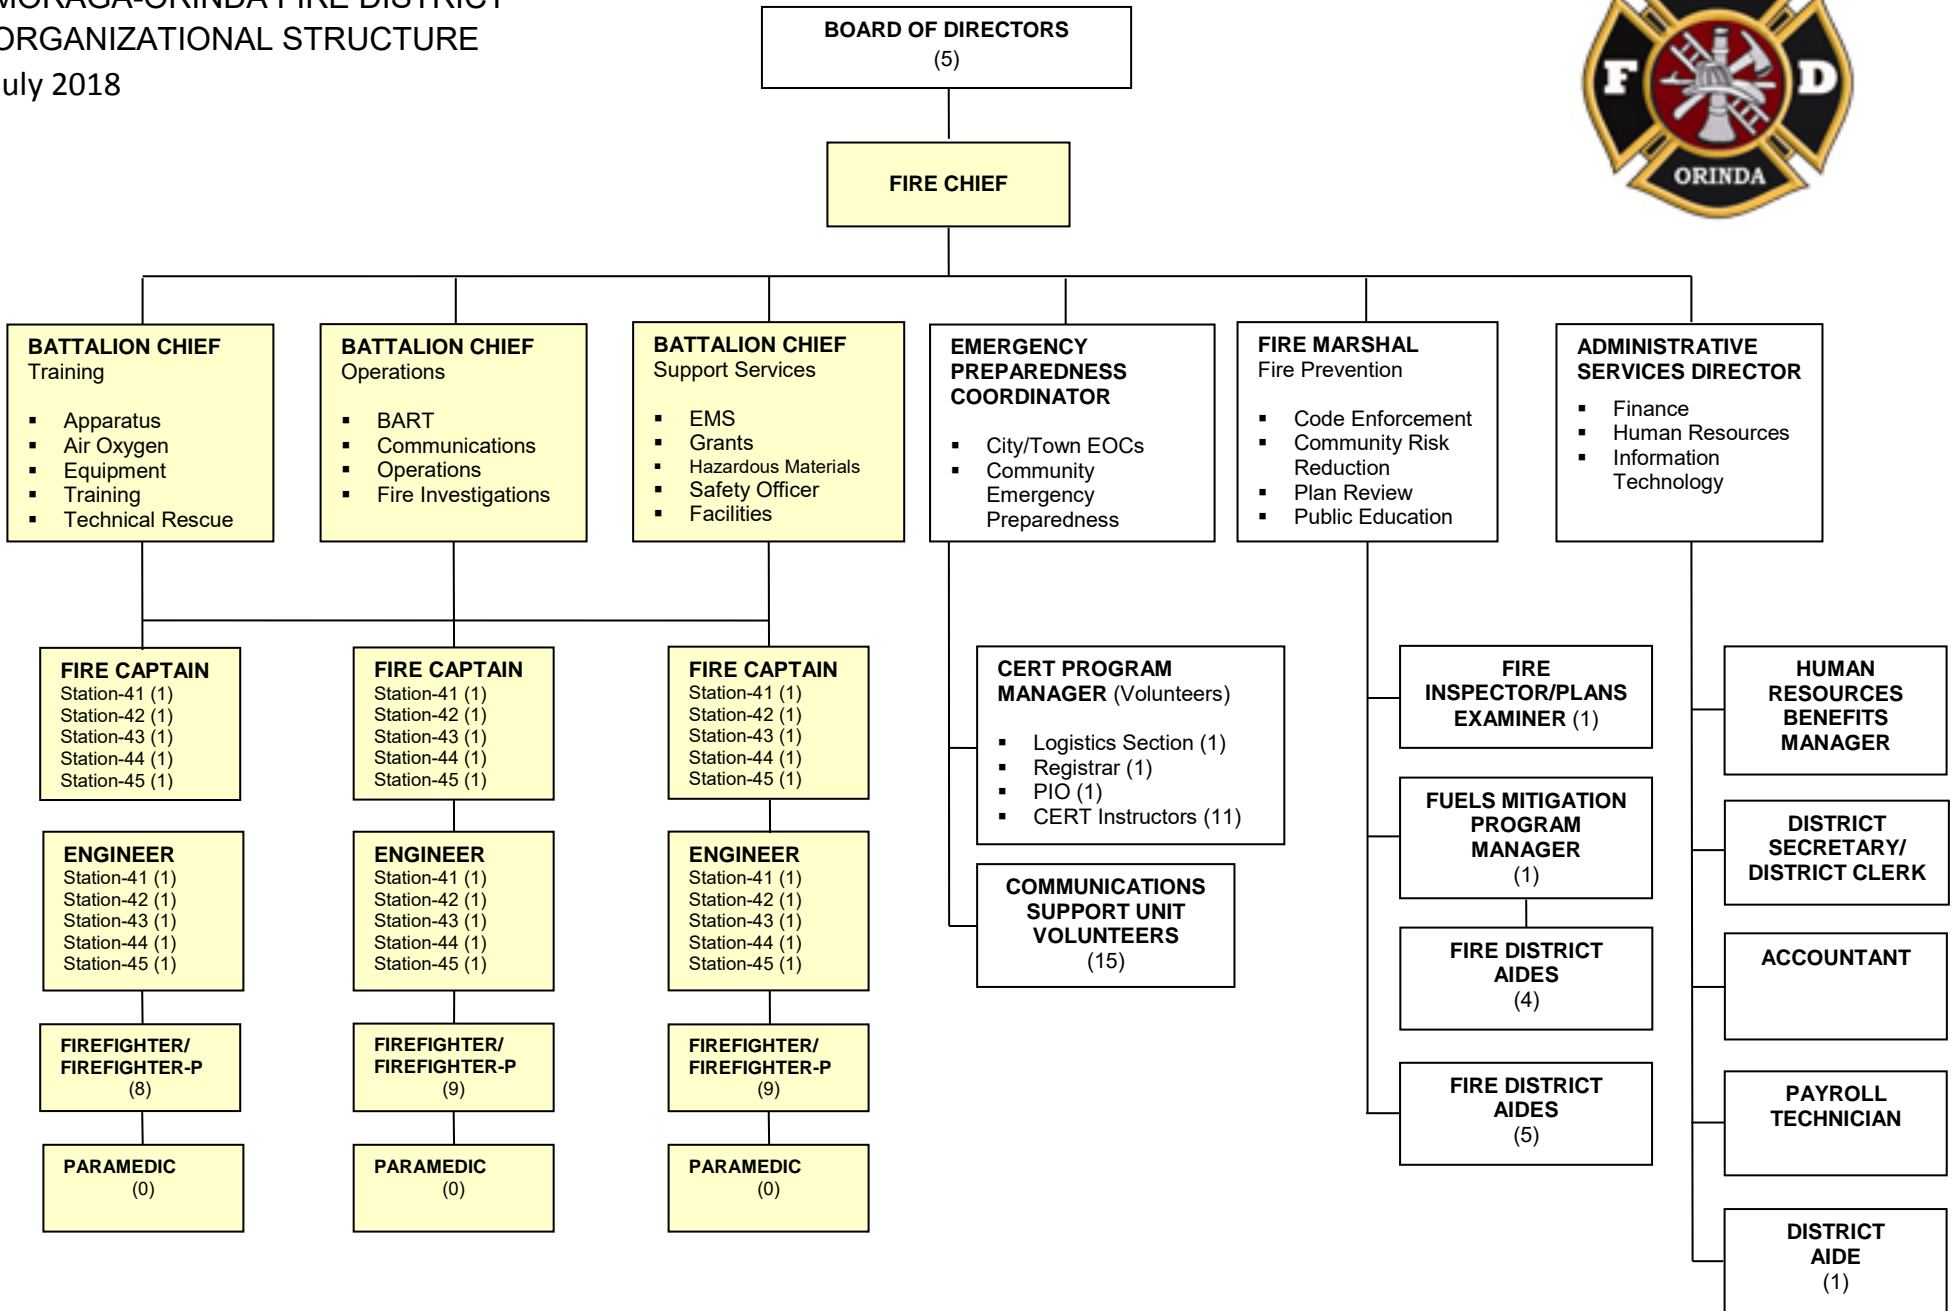 MORAGA-ORINDA FIRE DISTRICT
ORGANIZATIONAL STRUCTURE
uly 2018
BOARD OF DIRECTORS
(5)
F D
ORINDA
FIRE CHIEF
BATTALION CHIEF
Training
▪ Apparatus
▪ Air Oxygen
▪ Equipment
▪ Training
▪ Technical Rescue
BATTALION CHIEF
Operations
▪ BART
▪ Communications
▪ Operations
▪ Fire Investigations
BATTALION CHIEF
Support Services
▪ EMS
▪ Grants
▪ Hazardous Materials
▪ Safety Officer
▪ Facilities
EMERGENCY
PREPAREDNESS
COORDINATOR
▪ City/Town EOCs
▪ Community
Emergency
Preparedness
FIRE MARSHAL
Fire Prevention
▪ Code Enforcement
▪ Community Risk
Reduction
▪ Plan Review
▪ Public Education
ADMINISTRATIVE
SERVICES DIRECTOR
▪ Finance
▪ Human Resources
▪ Information
Technology
FIRE CAPTAIN
Station-41 (1)
Station-42 (1)
Station-43 (1)
Station-44 (1)
Station-45 (1)
FIRE CAPTAIN
Station-41 (1)
Station-42 (1)
Station-43 (1)
Station-44 (1)
Station-45 (1)
FIRE CAPTAIN
Station-41 (1)
Station-42 (1)
Station-43 (1)
Station-44 (1)
Station-45 (1)
ENGINEER
Station-41 (1)
Station-42 (1)
Station-43 (1)
Station-44 (1)
Station-45 (1)
ENGINEER
Station-41 (1)
Station-42 (1)
Station-43 (1)
Station-44 (1)
Station-45 (1)
ENGINEER
Station-41 (1)
Station-42 (1)
Station-43 (1)
Station-44 (1)
Station-45 (1)
FIREFIGHTER/
FIREFIGHTER-P
(8)
FIREFIGHTER/
FIREFIGHTER-P
(9)
FIREFIGHTER/
FIREFIGHTER-P
(9)
PARAMEDIC
(0)
PARAMEDIC
(0)
PARAMEDIC
(0)
CERT PROGRAM
MANAGER (Volunteers)
▪ Logistics Section (1)
▪ Registrar (1)
▪ PIO (1)
▪ CERT Instructors (11)
COMMUNICATIONS
SUPPORT UNIT
VOLUNTEERS
(15)
FIRE
INSPECTOR/PLANS
EXAMINER (1)
FUELS MITIGATION
PROGRAM
MANAGER
(1)
FIRE DISTRICT
AIDES
(4)
FIRE DISTRICT
AIDES
(5)
HUMAN
RESOURCES
BENEFITS
MANAGER
DISTRICT
SECRETARY/
DISTRICT CLERK
ACCOUNTANT
PAYROLL
TECHNICIAN
DISTRICT
AIDE
(1)